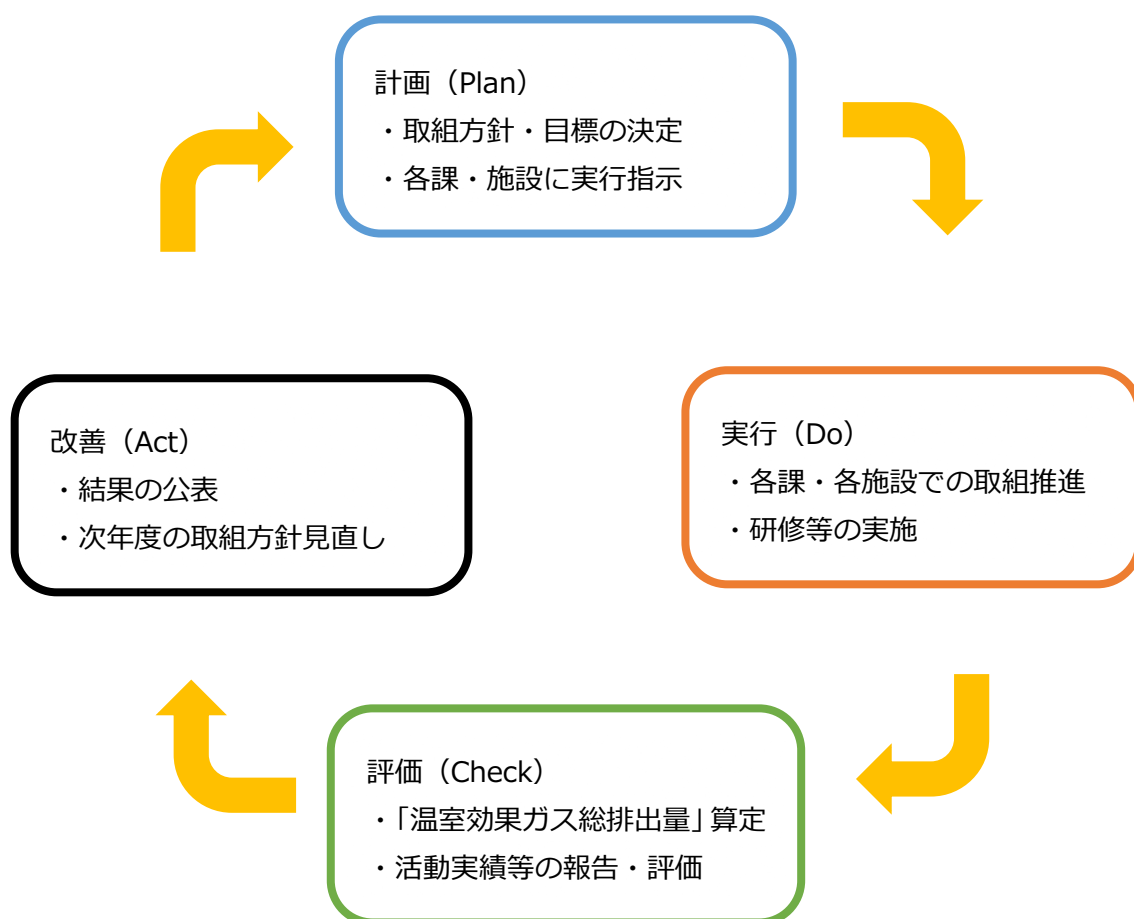 計画（Plan）
・取組方針・目標の決定
・各課・施設に実行指示
実行（Do）
・各課・各施設での取組推進
・研修等の実施
評価（Check）
・「温室効果ガス総排出量」算定
・活動実績等の報告・評価
改善（Act）
・結果の公表
・次年度の取組方針見直し